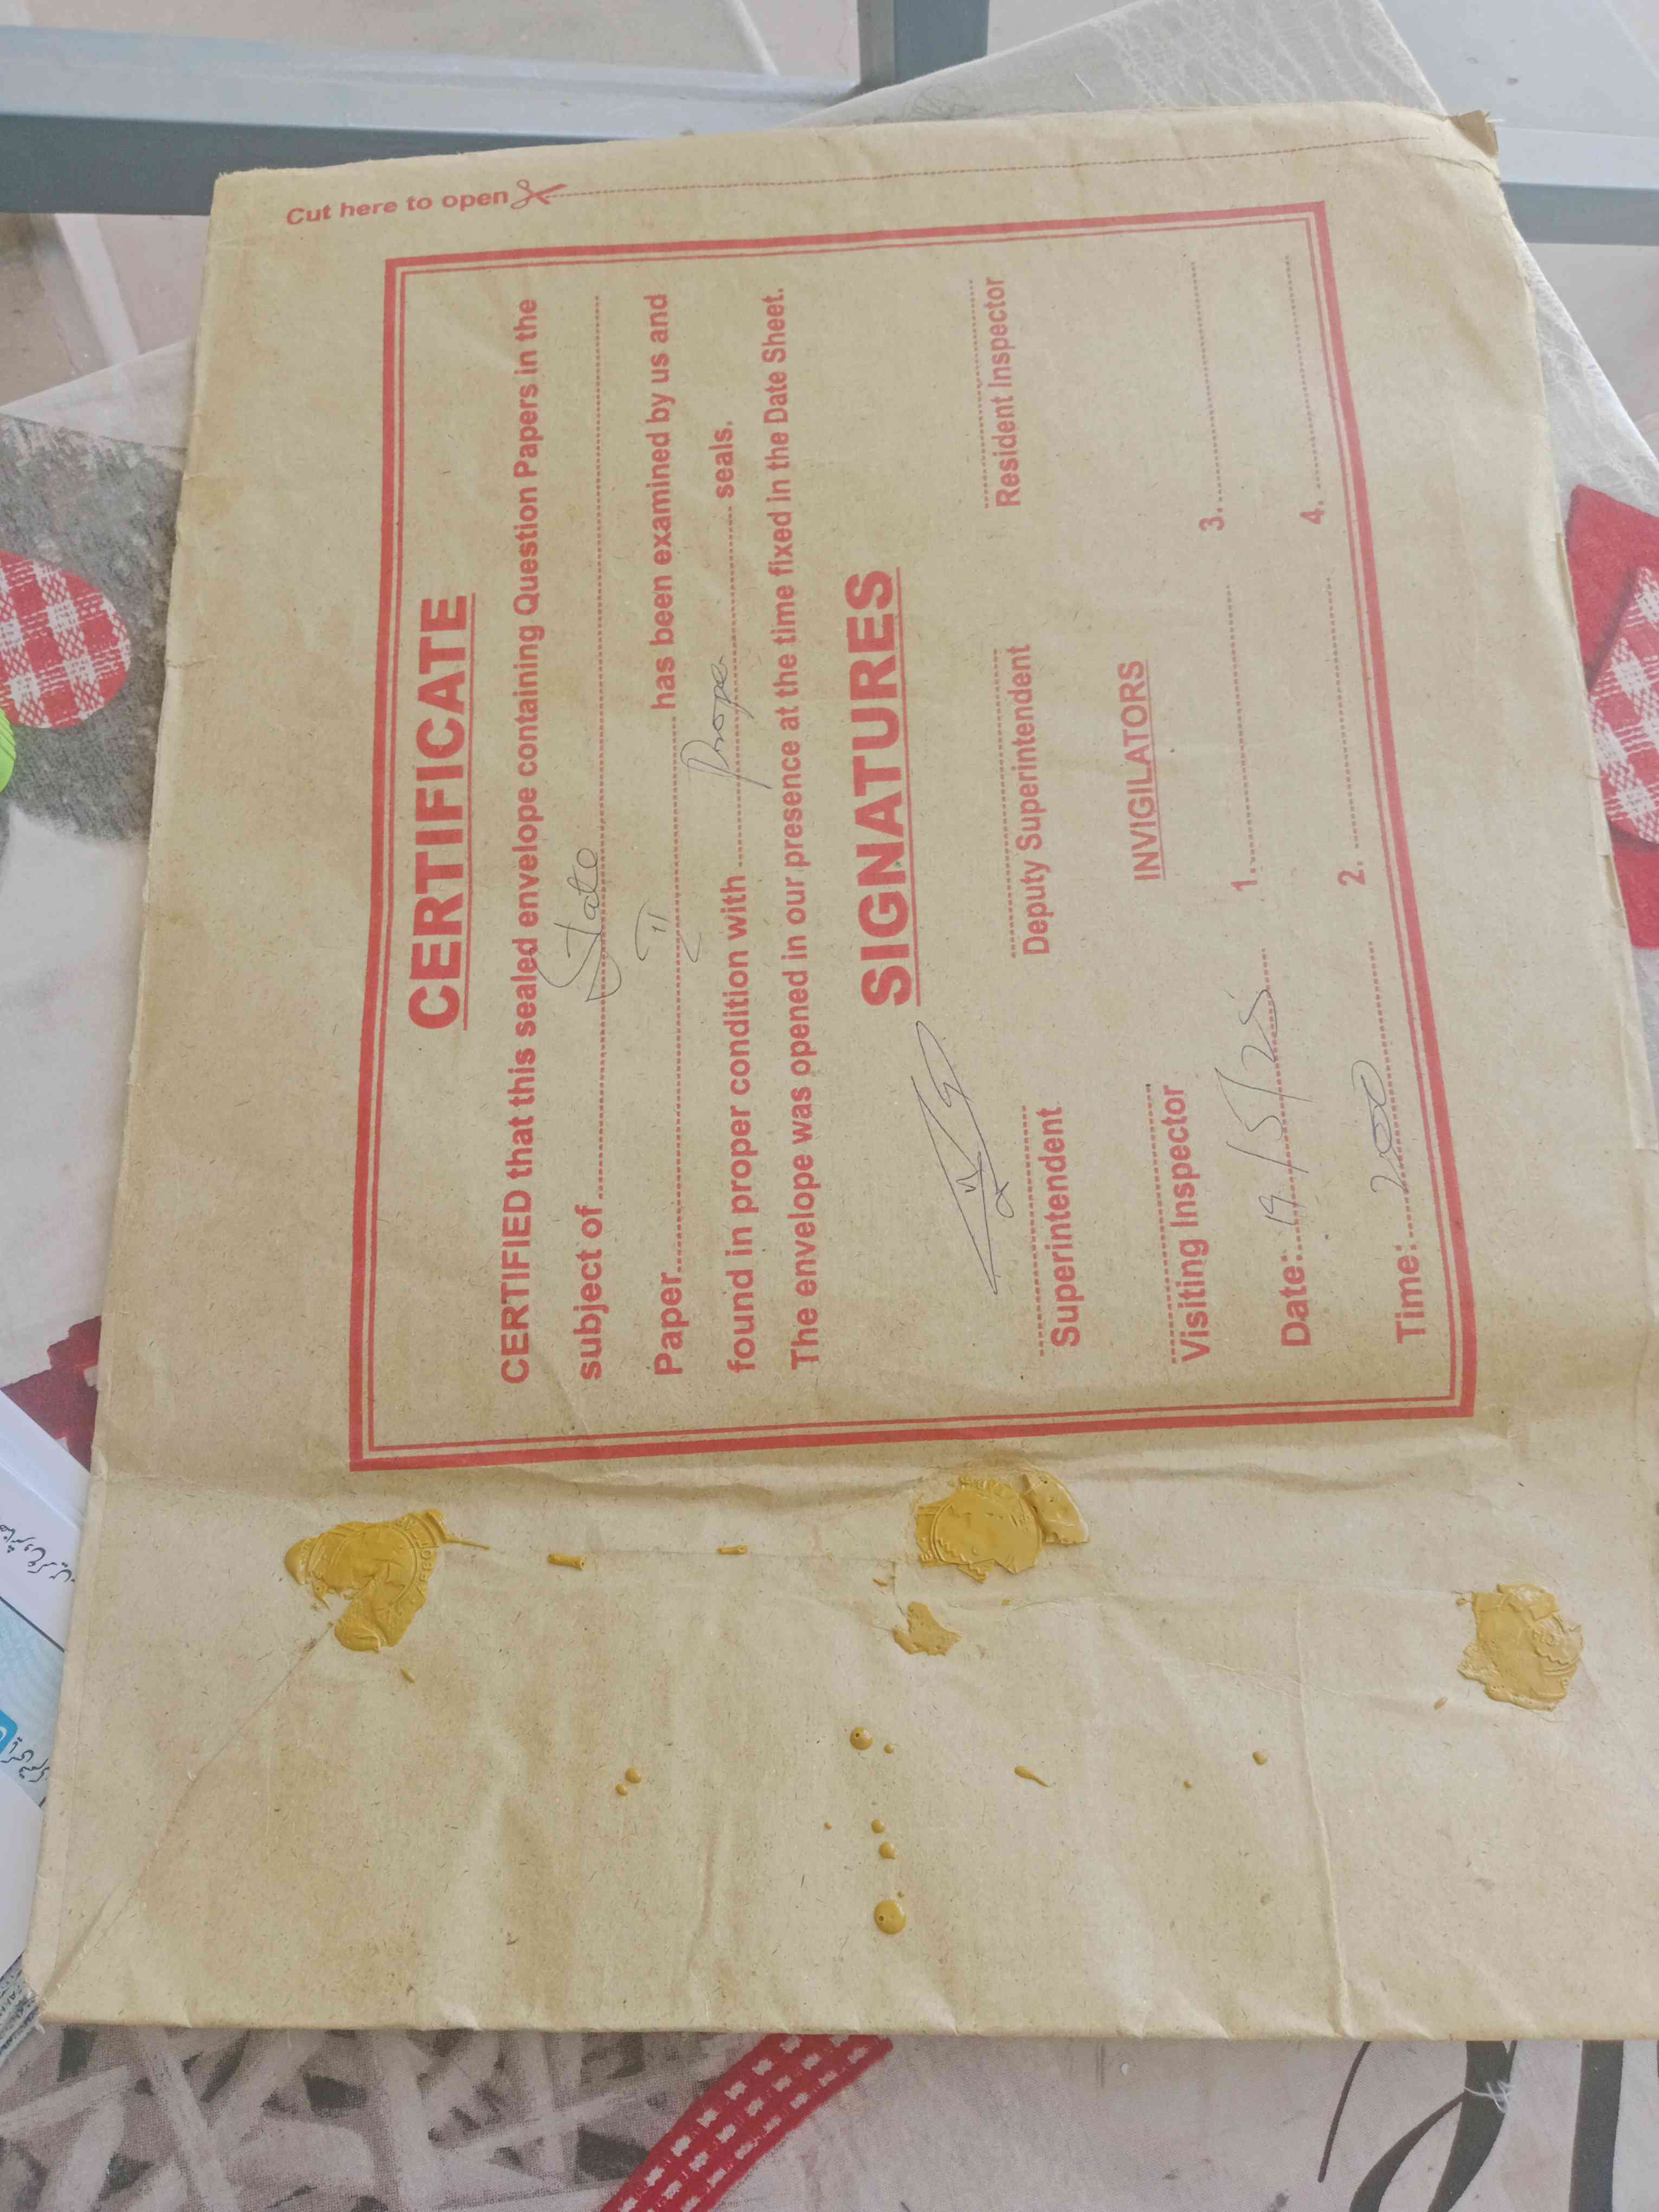 Cut here to open
CERTIFICATE
CERTIFIED that this sealed envelope containing Question Papers in the
subject of ........ Stats ........
Paper ........ II ........ has been examined by us and
found in proper condition with ........ Proper ........ seals.
The envelope was opened in our presence at the time fixed in the Date Sheet.
SIGNATURES
Superintendent Deputy Superintendent Resident Inspector
INVIGILATORS
Visiting Inspector
Date: 19/5/25 1. ........ 3. ........
Time: 2:00 2. ........ 4. ........